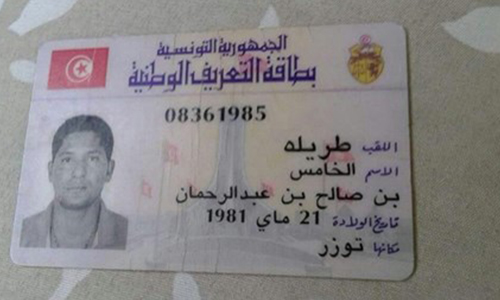 الجمهورية التونسية
بطاقة التعريف الوطنية
08361985
اللقب طريله
الاسم الخامس
بن صالح بن عبدالرحمان
تاريخ الولادة 21 ماي 1981
مكانها توزر